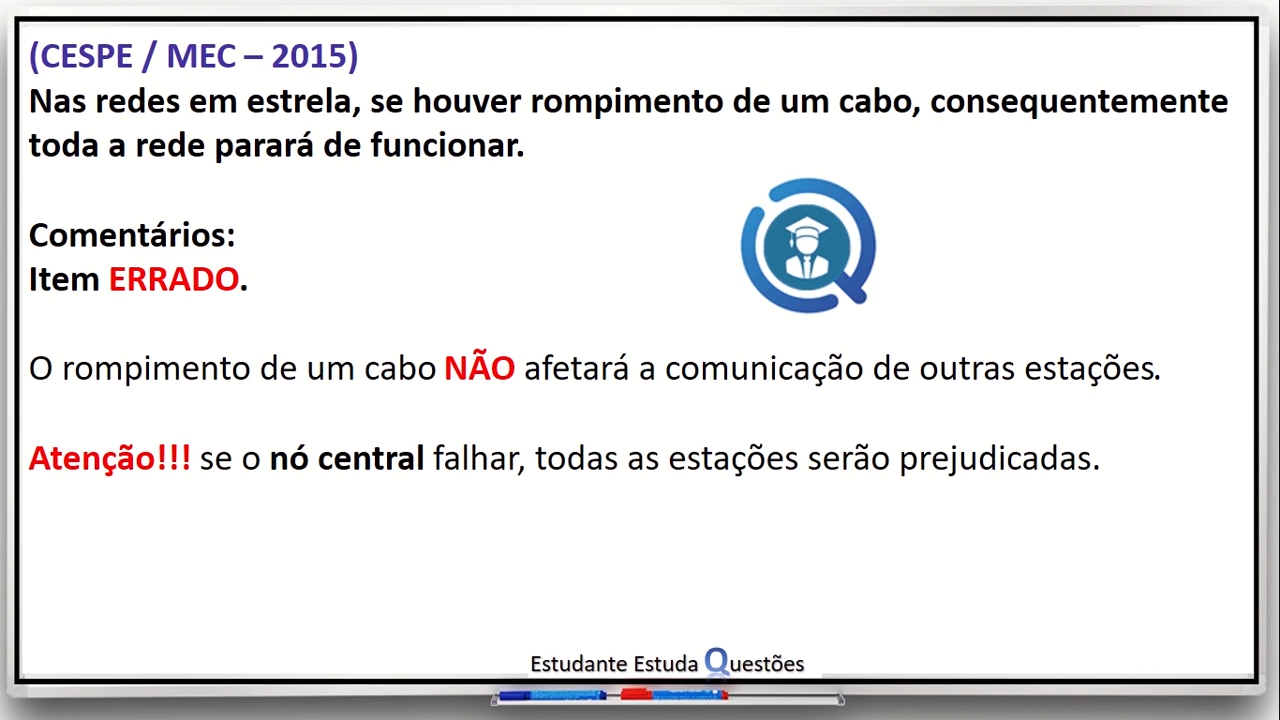 (CESPE / MEC – 2015)
Nas redes em estrela, se houver rompimento de um cabo, consequentemente
toda a rede parará de funcionar.
Comentários:
Item ERRADO.
O rompimento de um cabo NÃO afetará a comunicação de outras estações.
Atenção!!! se o nó central falhar, todas as estações serão prejudicadas.
Estudante Estuda Questões